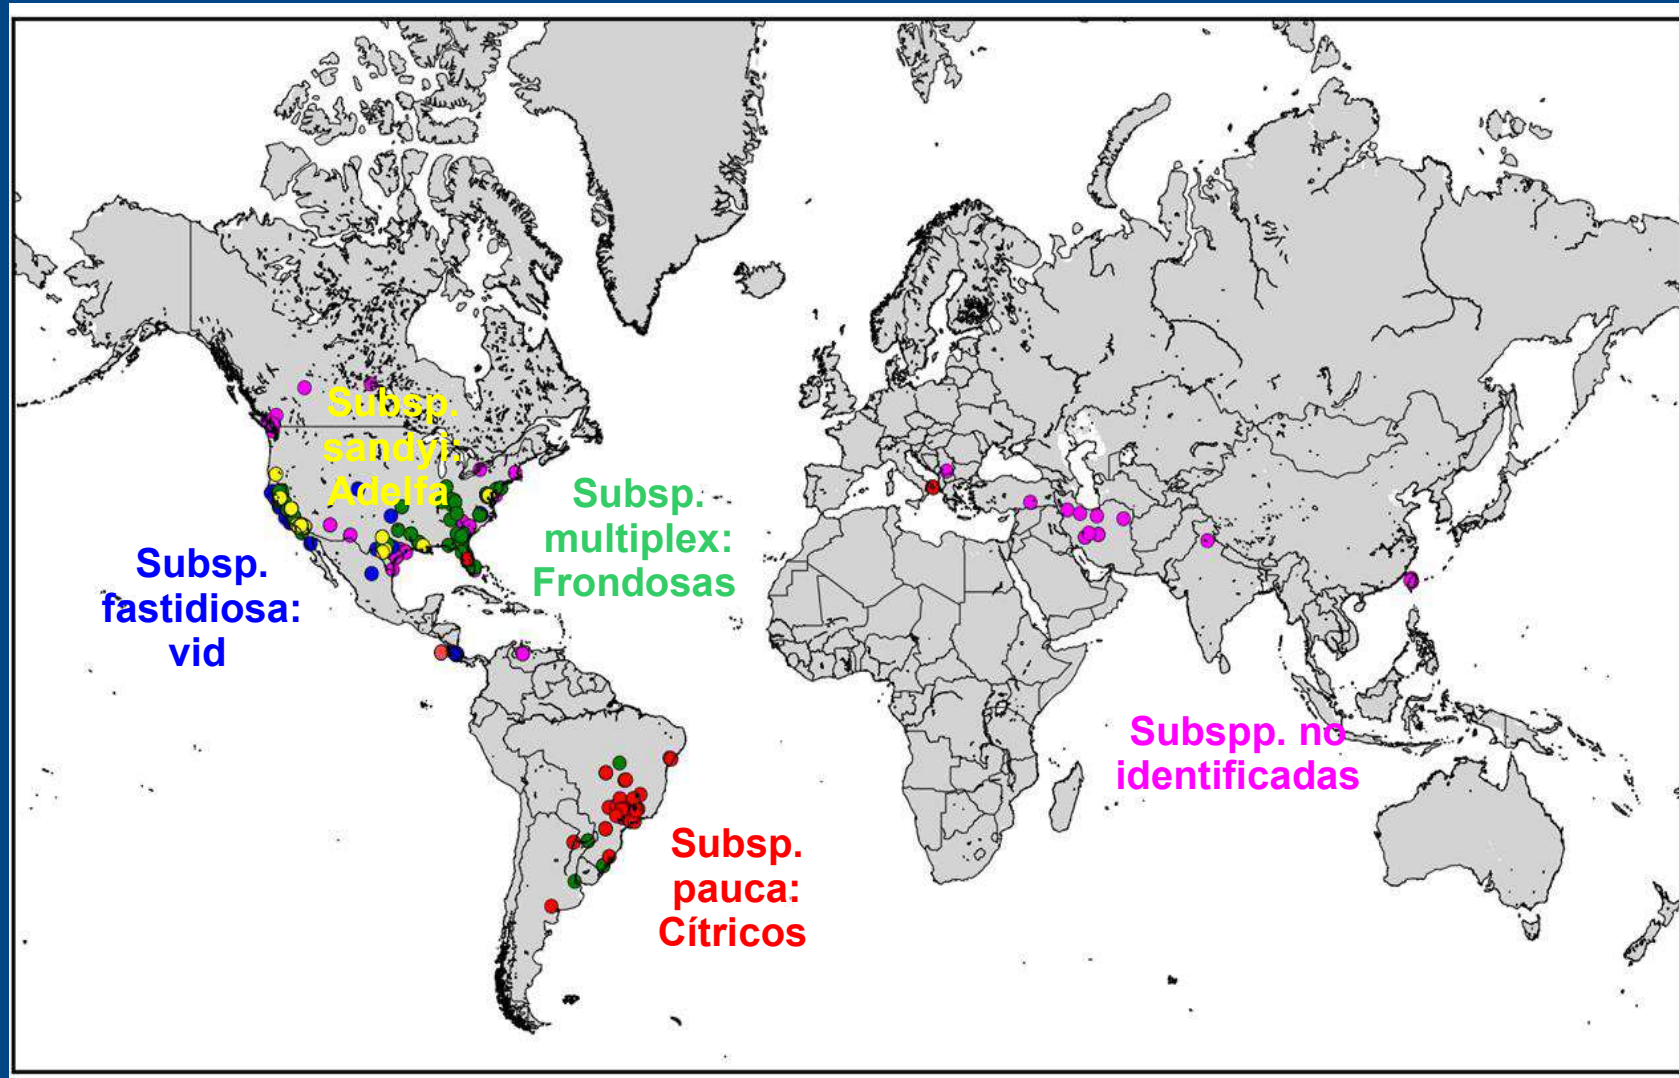 Subsp.
sandyi:
Adelfa
Subsp.
multiplex:
Frondosas
Subsp.
fastidiosa:
vid
Subspp. no
identificadas
Subsp.
pauca:
Cítricos